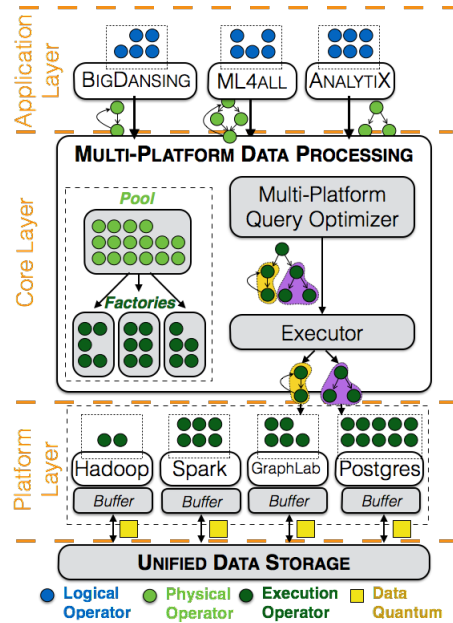 Application
Layer
BIGDANSING
ML4ALL
ANALYTIX
Core Layer
MULTI-PLATFORM DATA PROCESSING
Pool
Factories
Multi-Platform
Query Optimizer
Executor
Platform
Layer
Hadoop
Spark
GraphLab
Postgres
Buffer
Buffer
Buffer
Buffer
UNIFIED DATA STORAGE
Logical
Operator
Physical
Operator
Execution
Operator
Data
Quantum